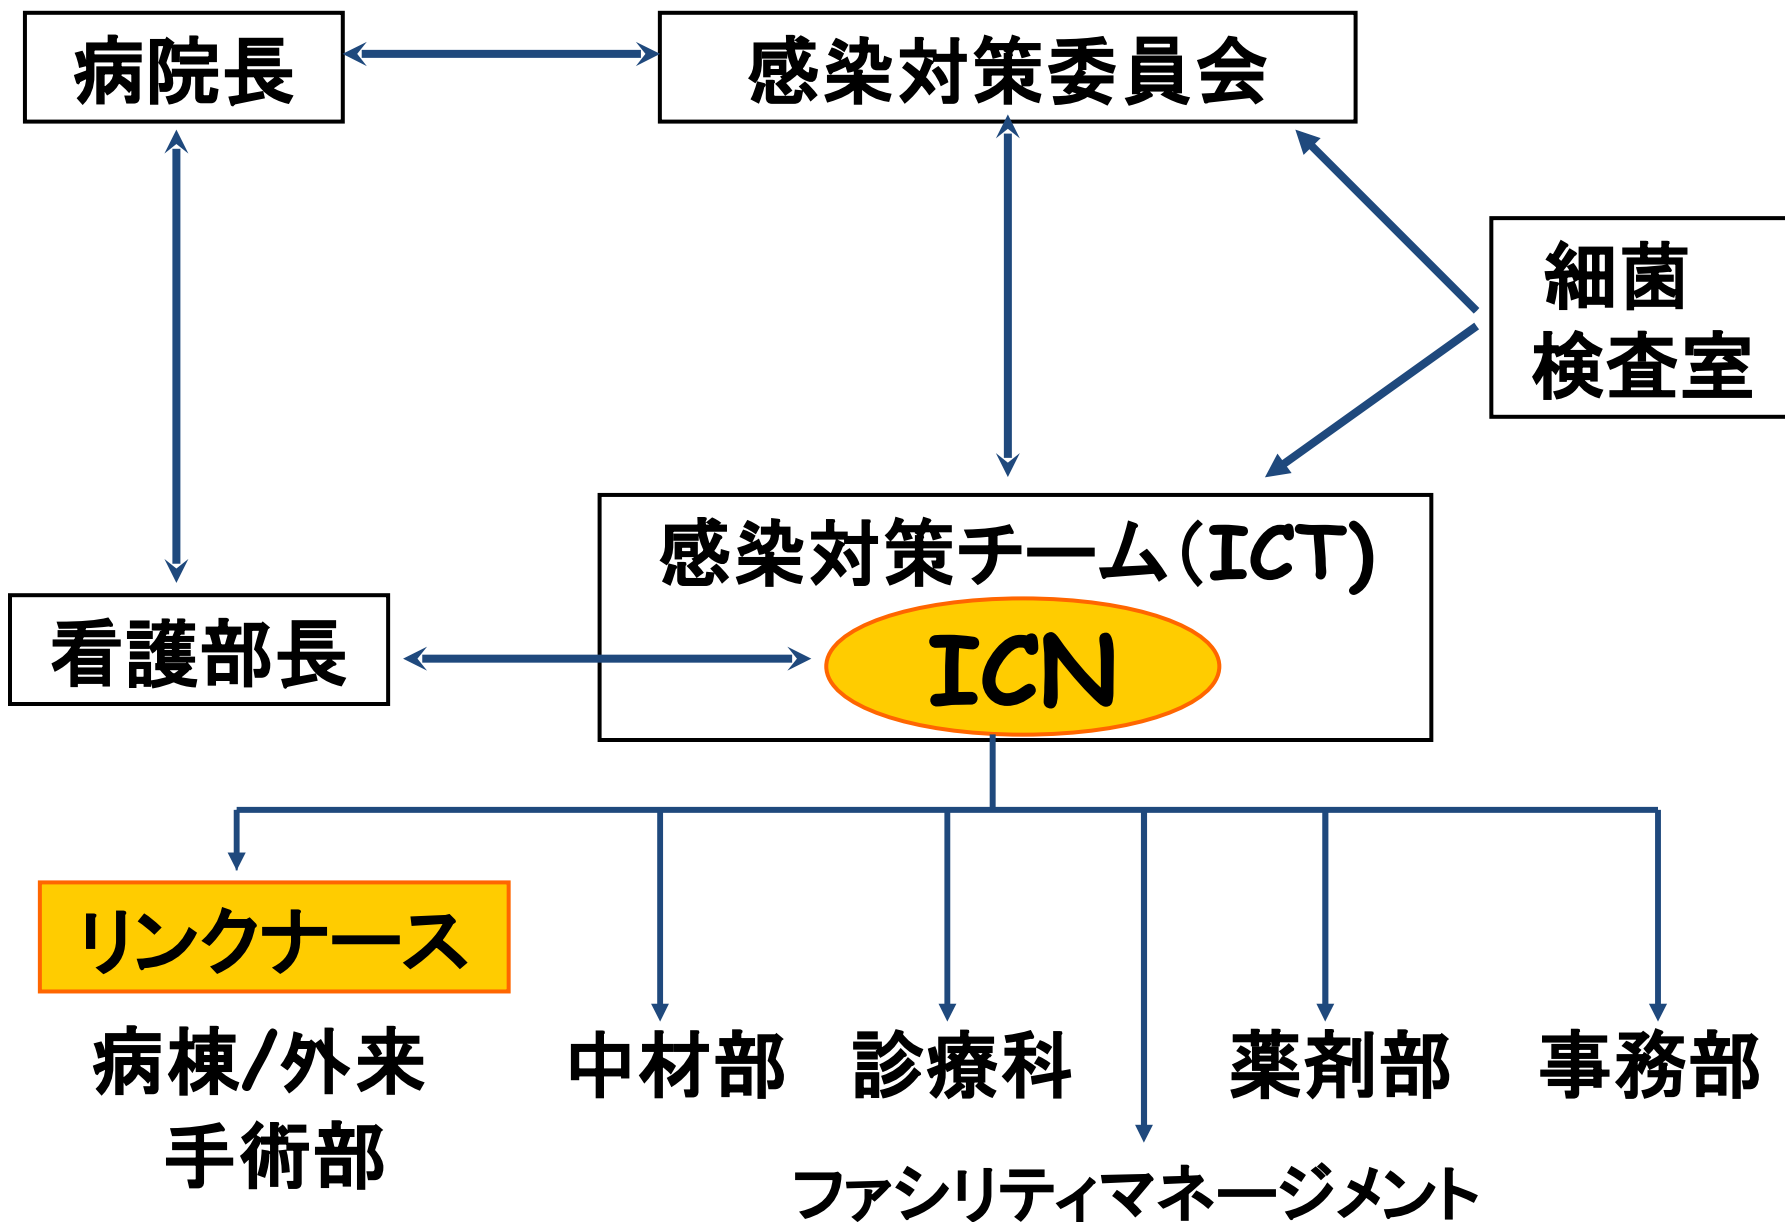 病院長
感染対策委員会
細菌
検査室
感染対策チーム(ICT)
ICN
看護部長
リンクナース
病棟/外来
手術部
中材部
診療科
薬剤部
事務部
ファシリティマネージメント